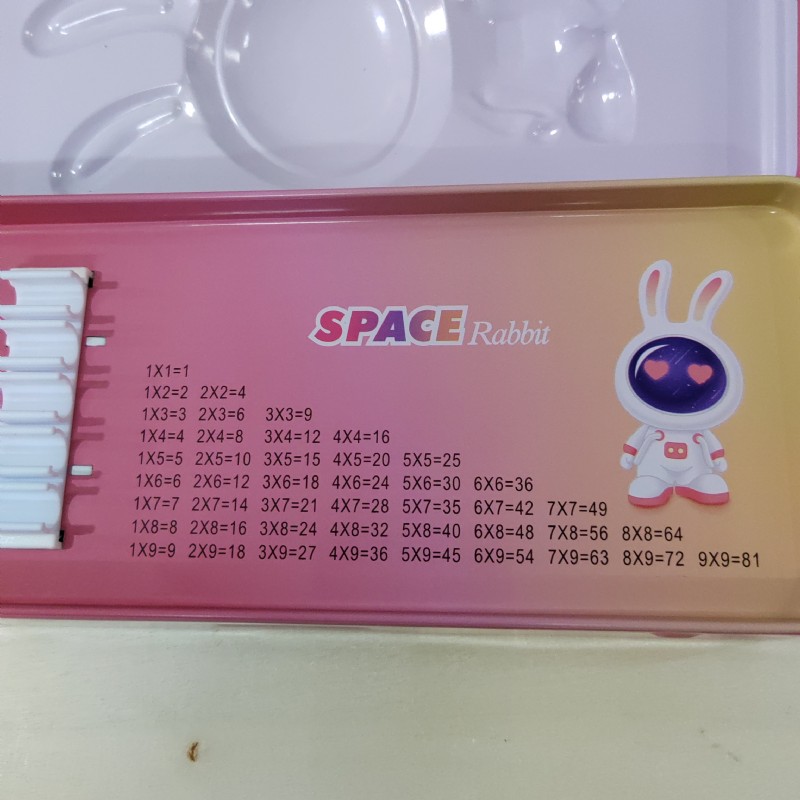 SPACE Rabbit
1X1=1
1X2=2 2X2=4
1X3=3 2X3=6 3X3=9
1X4=4 2X4=8 3X4=12 4X4=16
1X5=5 2X5=10 3X5=15 4X5=20 5X5=25
1X6=6 2X6=12 3X6=18 4X6=24 5X6=30 6X6=36
1X7=7 2X7=14 3X7=21 4X7=28 5X7=35 6X7=42 7X7=49
1X8=8 2X8=16 3X8=24 4X8=32 5X8=40 6X8=48 7X8=56 8X8=64
1X9=9 2X9=18 3X9=27 4X9=36 5X9=45 6X9=54 7X9=63 8X9=72 9X9=81